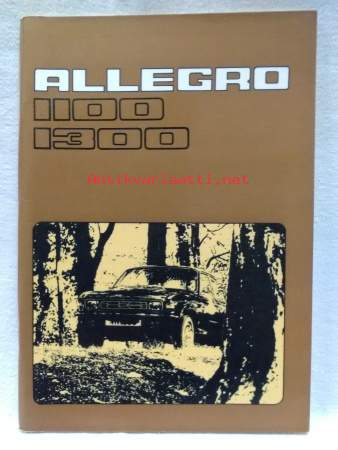 ALLEGRO
1100
1300
Antikvariaatti.net